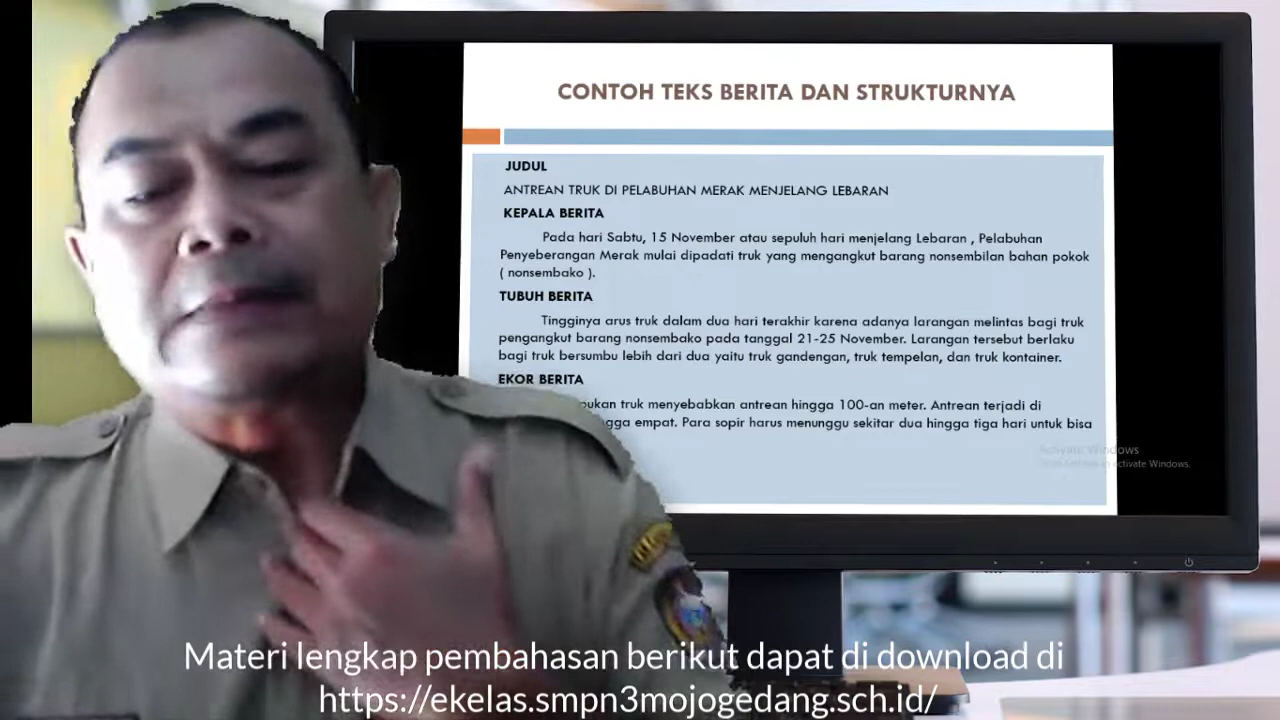 CONTOH TEKS BERITA DAN STRUKTURNYA
JUDUL
ANTREAN TRUK DI PELABUHAN MERAK MENJELANG LEBARAN
KEPALA BERITA
Pada hari Sabtu, 15 November atau sepuluh hari menjelang Lebaran , Pelabuhan
Penyeberangan Merak mulai dipadati truk yang mengangkut barang nonsembilan bahan pokok
( nonsembako ).
TUBUH BERITA
Tingginya arus truk dalam dua hari terakhir karena adanya larangan melintas bagi truk
pengangkut barang nonsembako pada tanggal 21-25 November. Larangan tersebut berlaku
bagi truk bersumbu lebih dari dua yaitu truk gandengan, truk tempelan, dan truk kontainer.
EKOR BERITA
truk menyebabkan antrean hingga 100-an meter. Antrean terjadi di
empat. Para sopir harus menunggu sekitar dua hingga tiga hari untuk bisa
Activate Windows
activate Windows.
Materi lengkap pembahasan berikut dapat di download di
https://ekelas.smpn3mojogedang.sch.id/